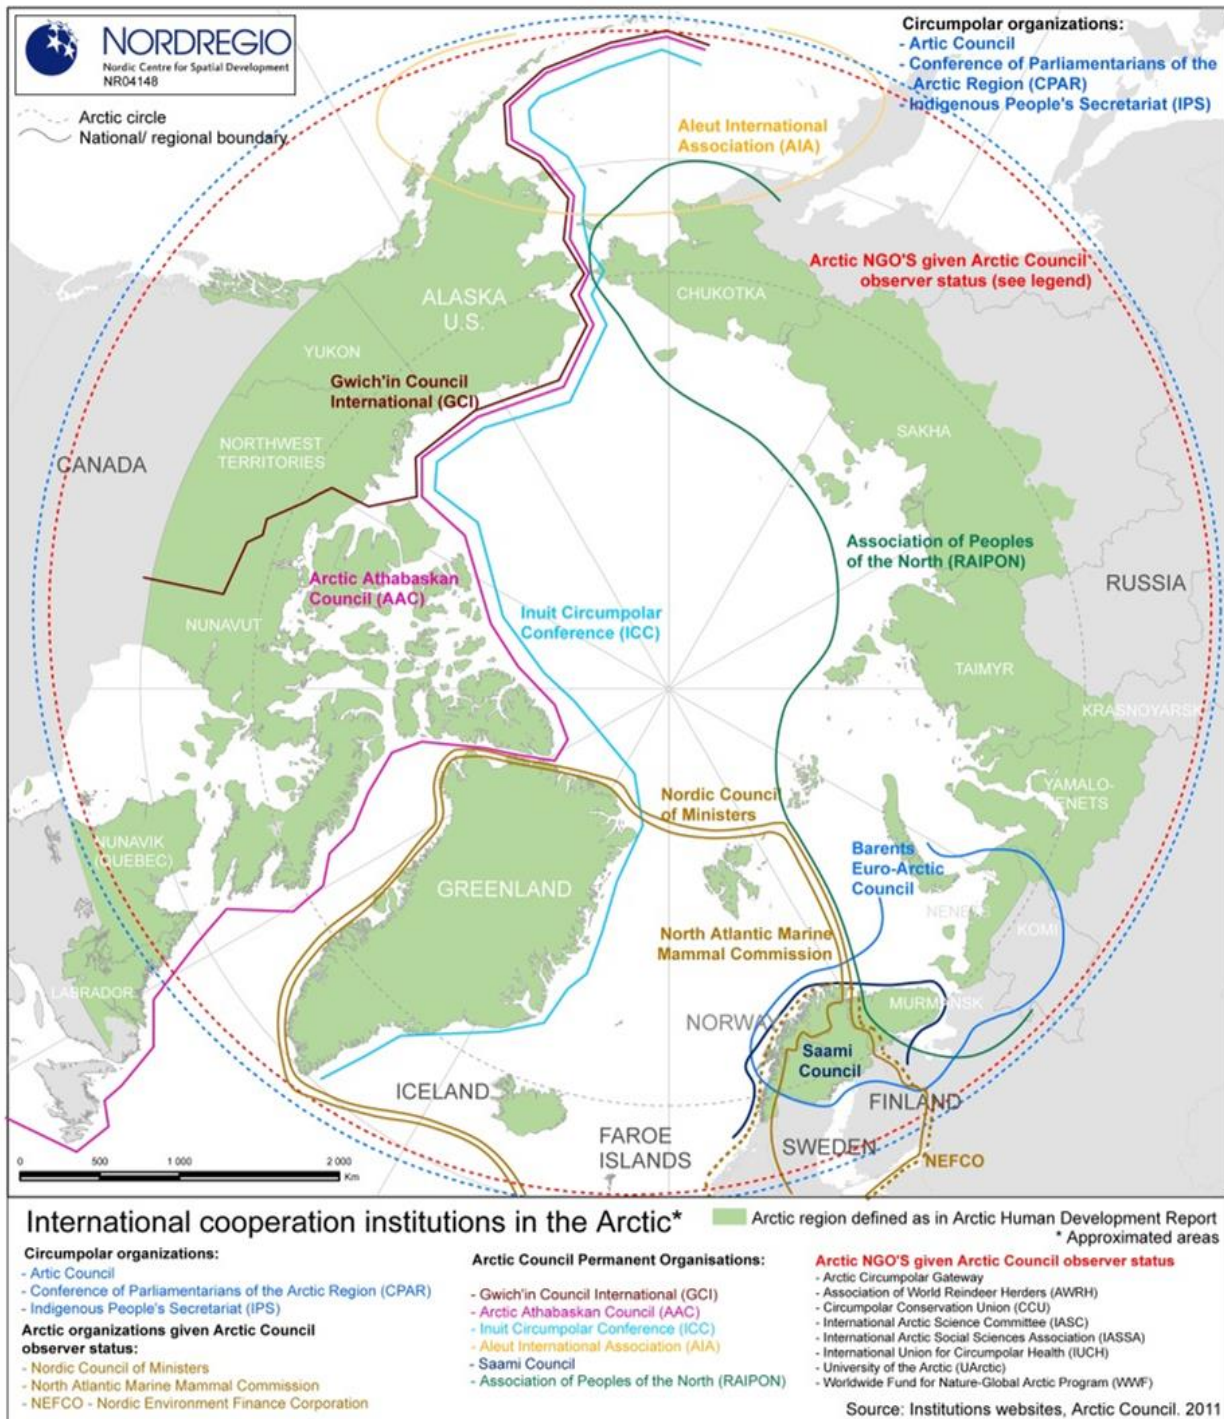 NORDREGIO
Nordic Centre for Spatial Development
NR04148
Arctic circle
National/ regional boundary
Circumpolar organizations:
- Artic Council
- Conference of Parliamentarians of the
Arctic Region (CPAR)
- Indigenous People's Secretariat (IPS)
Aleut International
Association (AIA)
Arctic NGO'S given Arctic Council
observer status (see legend)
CHUKOTKA
ALASKA
U.S.
YUKON
Gwich'in Council
International (GCI)
NORTHWEST
TERRITORIES
CANADA
SAKHA
Association of Peoples
of the North (RAIPON)
RUSSIA
Arctic Athabaskan
Council (AAC)
Inuit Circumpolar
Conference (ICC)
NUNAVUT
TAIMYR
KRASNOYARSK
YAMALO-
NENETS
Nordic Council
of Ministers
NUNAVIK
(QUEBEC)
Barents
Euro-Arctic
Council
GREENLAND
NENETS
KOMI
North Atlantic Marine
Mammal Commission
LABRADOR
MURMANSK
NORWAY
Saami
Council
ICELAND
FINLAND
FAROE
ISLANDS
SWEDEN
NEFCO
0 500 1 000 2 000
Km
International cooperation institutions in the Arctic*
Arctic region defined as in Arctic Human Development Report
* Approximated areas
Circumpolar organizations:
- Artic Council
- Conference of Parliamentarians of the Arctic Region (CPAR)
- Indigenous People's Secretariat (IPS)
Arctic organizations given Arctic Council
observer status:
- Nordic Council of Ministers
- North Atlantic Marine Mammal Commission
- NEFCO - Nordic Environment Finance Corporation
Arctic Council Permanent Organisations:
- Gwich'in Council International (GCI)
- Arctic Athabaskan Council (AAC)
- Inuit Circumpolar Conference (ICC)
- Aleut International Association (AIA)
- Saami Council
- Association of Peoples of the North (RAIPON)
Arctic NGO'S given Arctic Council observer status
- Arctic Circumpolar Gateway
- Association of World Reindeer Herders (AWRH)
- Circumpolar Conservation Union (CCU)
- International Arctic Science Committee (IASC)
- International Arctic Social Sciences Association (IASSA)
- International Union for Circumpolar Health (IUCH)
- University of the Arctic (UArctic)
- Worldwide Fund for Nature-Global Arctic Program (WWF)
Source: Institutions websites, Arctic Council. 2011